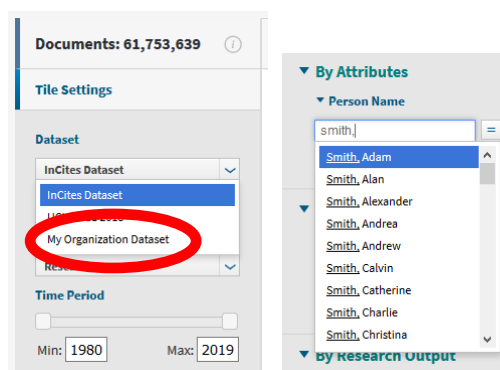 Documents: 61,753,639
Tile Settings
Dataset
InCites Dataset
InCites Dataset
My Organization Dataset
Time Period
Min: 1980 Max: 2019
By Attributes
Person Name
smith,
=
Smith, Adam
Smith, Alan
Smith, Alexander
Smith, Andrea
Smith, Andrew
Smith, Calvin
Smith, Catherine
Smith, Charlie
Smith, Christina
By Research Output